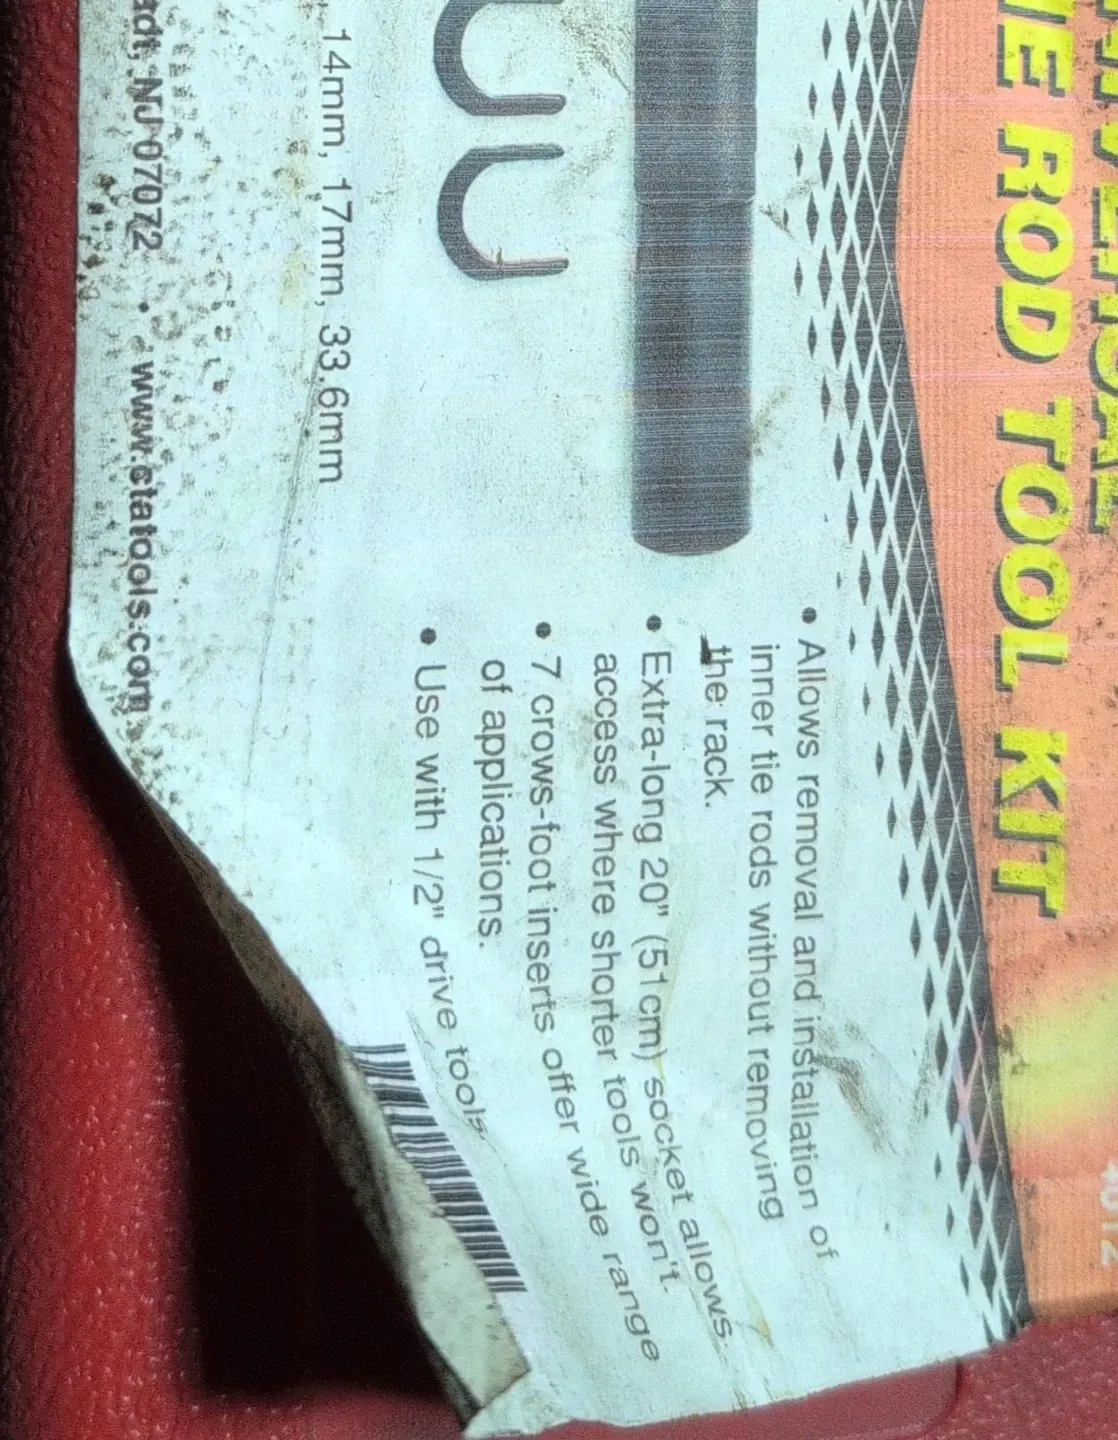 ROD TOOL KIT
• Allows removal and installation of
inner tie rods without removing
the rack.
• Extra-long 20" (51cm) socket allows
access where shorter tools won't.
• 7 crows-foot inserts offer wide range
of applications.
• Use with 1/2" drive tools.
14mm, 17mm, 33.6mm
NJ 07072 • www.ctatools.com